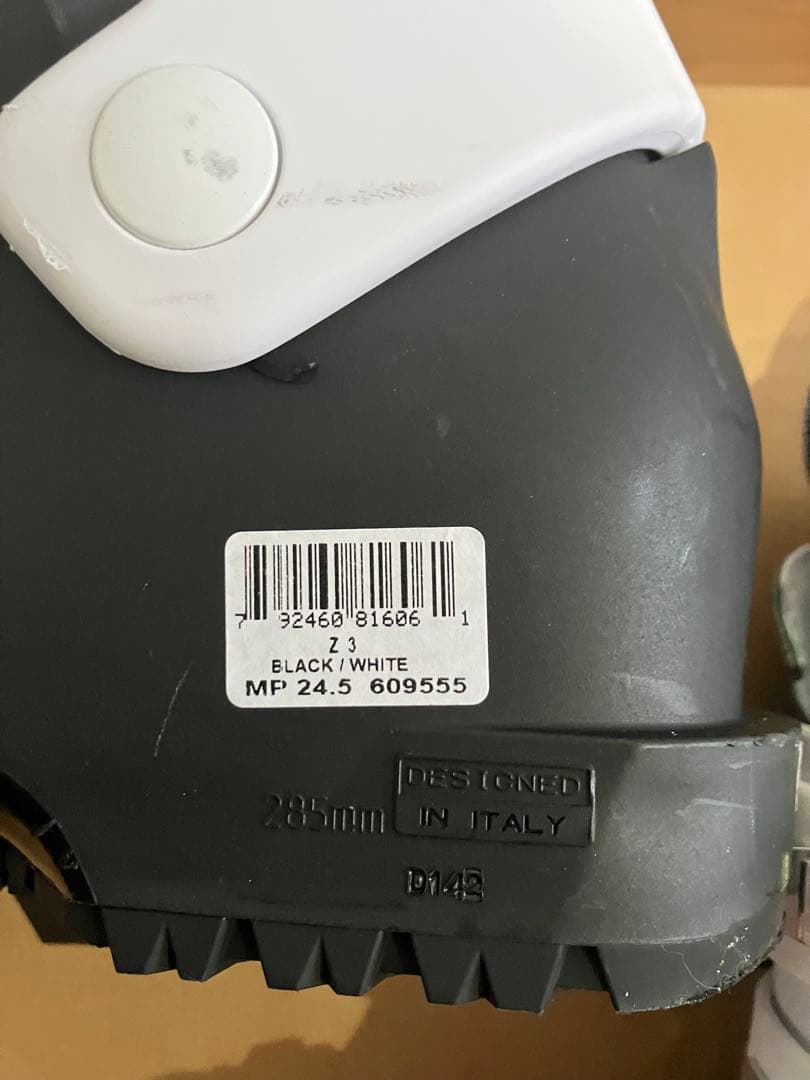 7 92460 81606 1
Z 3
BLACK / WHITE
MP 24.5 609555
DESIGNED
285mm IN ITALY
D142